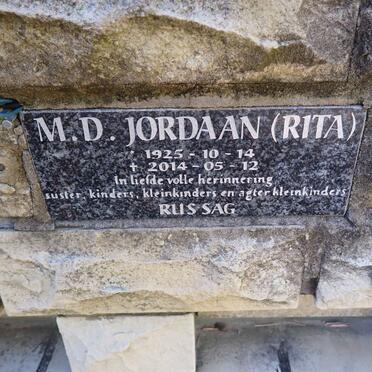 M.D. JORDAAN (RITA)
* 1925-10-14
† 2014-05-12
In liefde volle herinnering
suster, kinders, kleinkinders en agter kleinkinders
RUS SAG